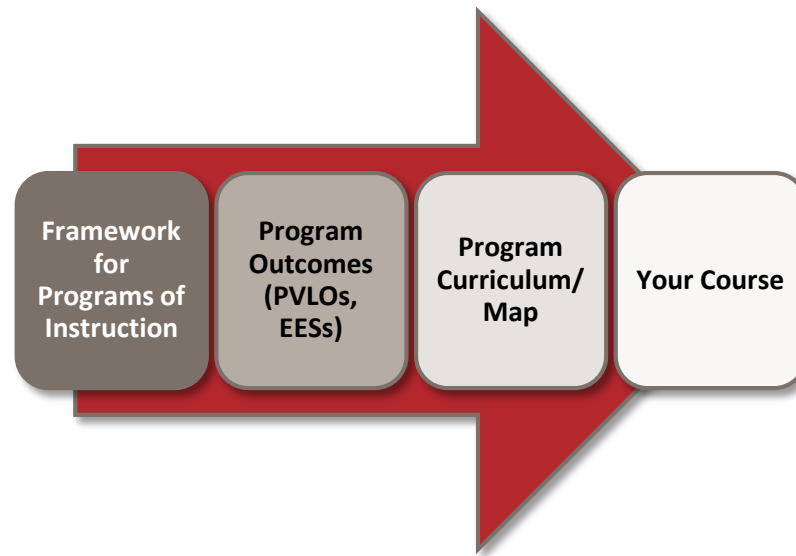 Framework
for
Programs of
Instruction
Program
Outcomes
(PVLOs,
EESs)
Program
Curriculum/
Map
Your Course